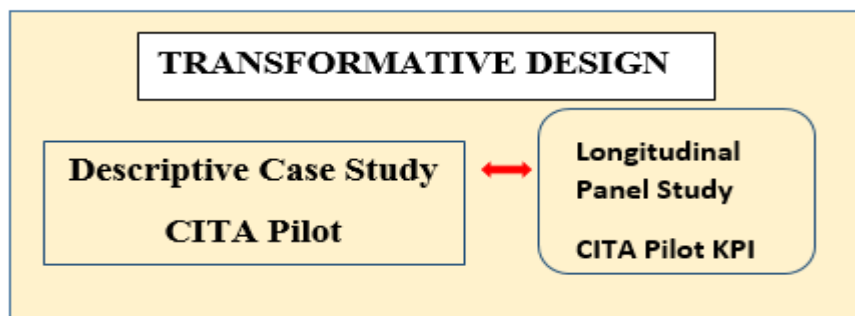 TRANSFORMATIVE DESIGN
Descriptive Case Study
CITA Pilot
Longitudinal
Panel Study
CITA Pilot KPI